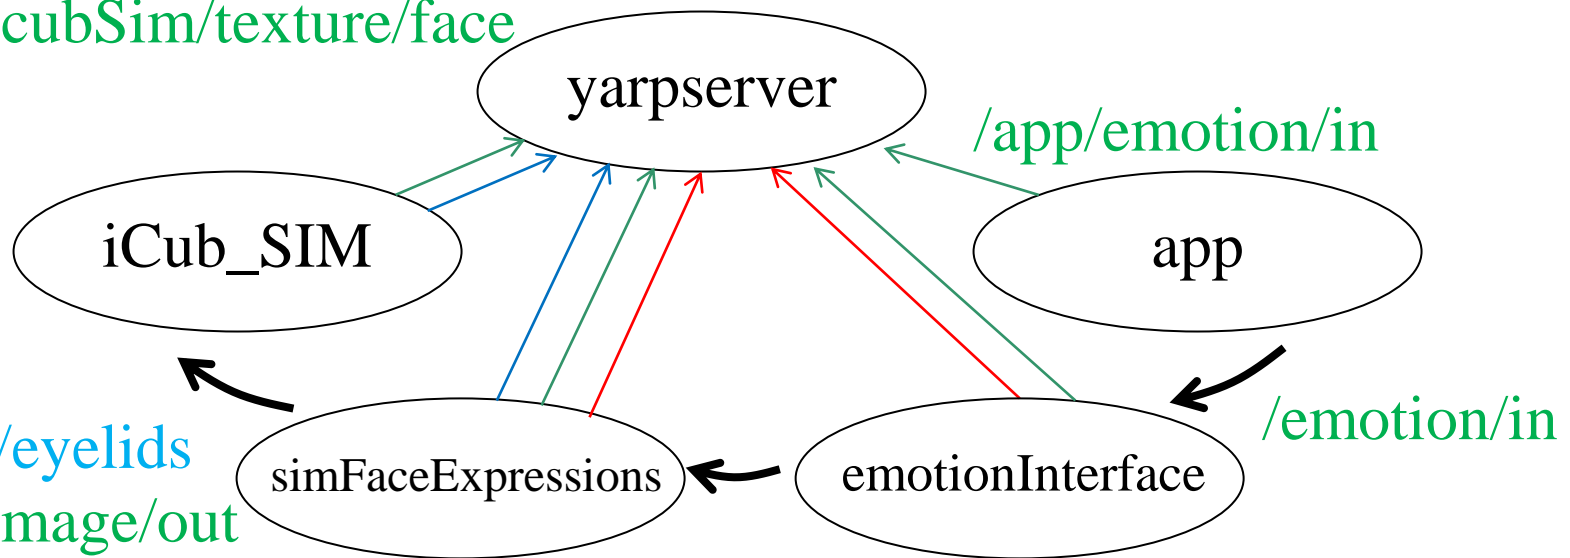 cubSim/texture/face
yarpserver
/app/emotion/in
iCub_SIM
app
/emotion/in
/eyelids
simFaceExpressions
emotionInterface
mage/out